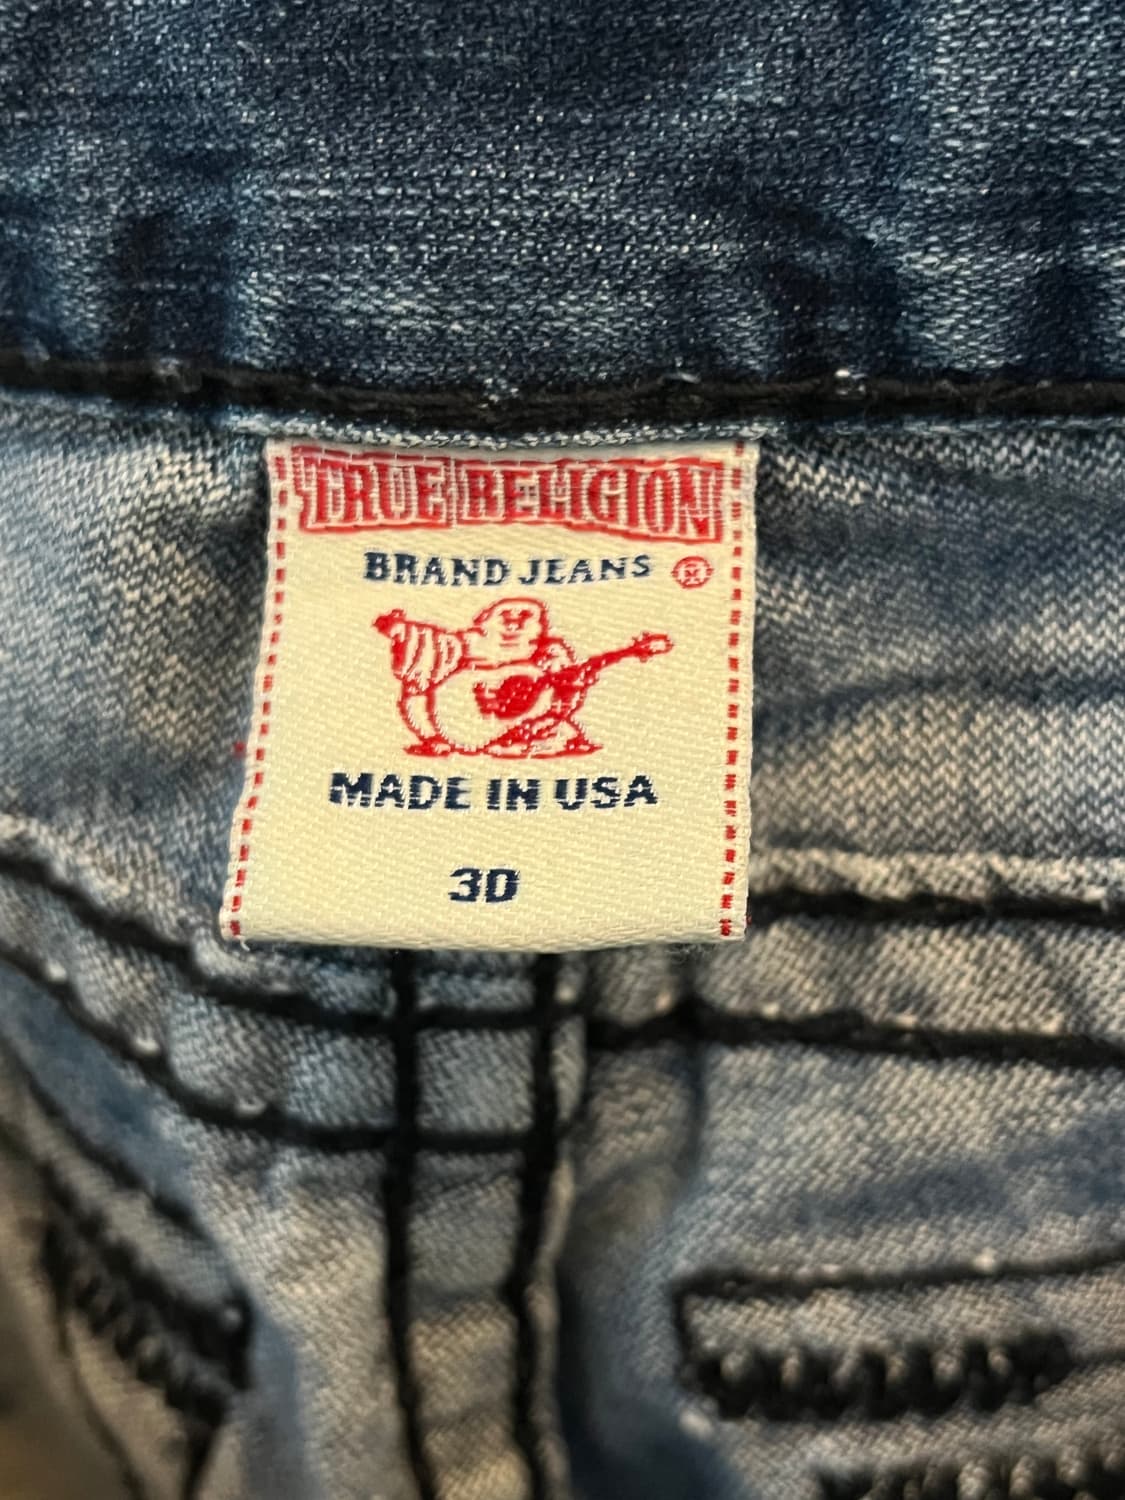 TRUE RELIGION
BRAND JEANS ®
MADE IN USA
30